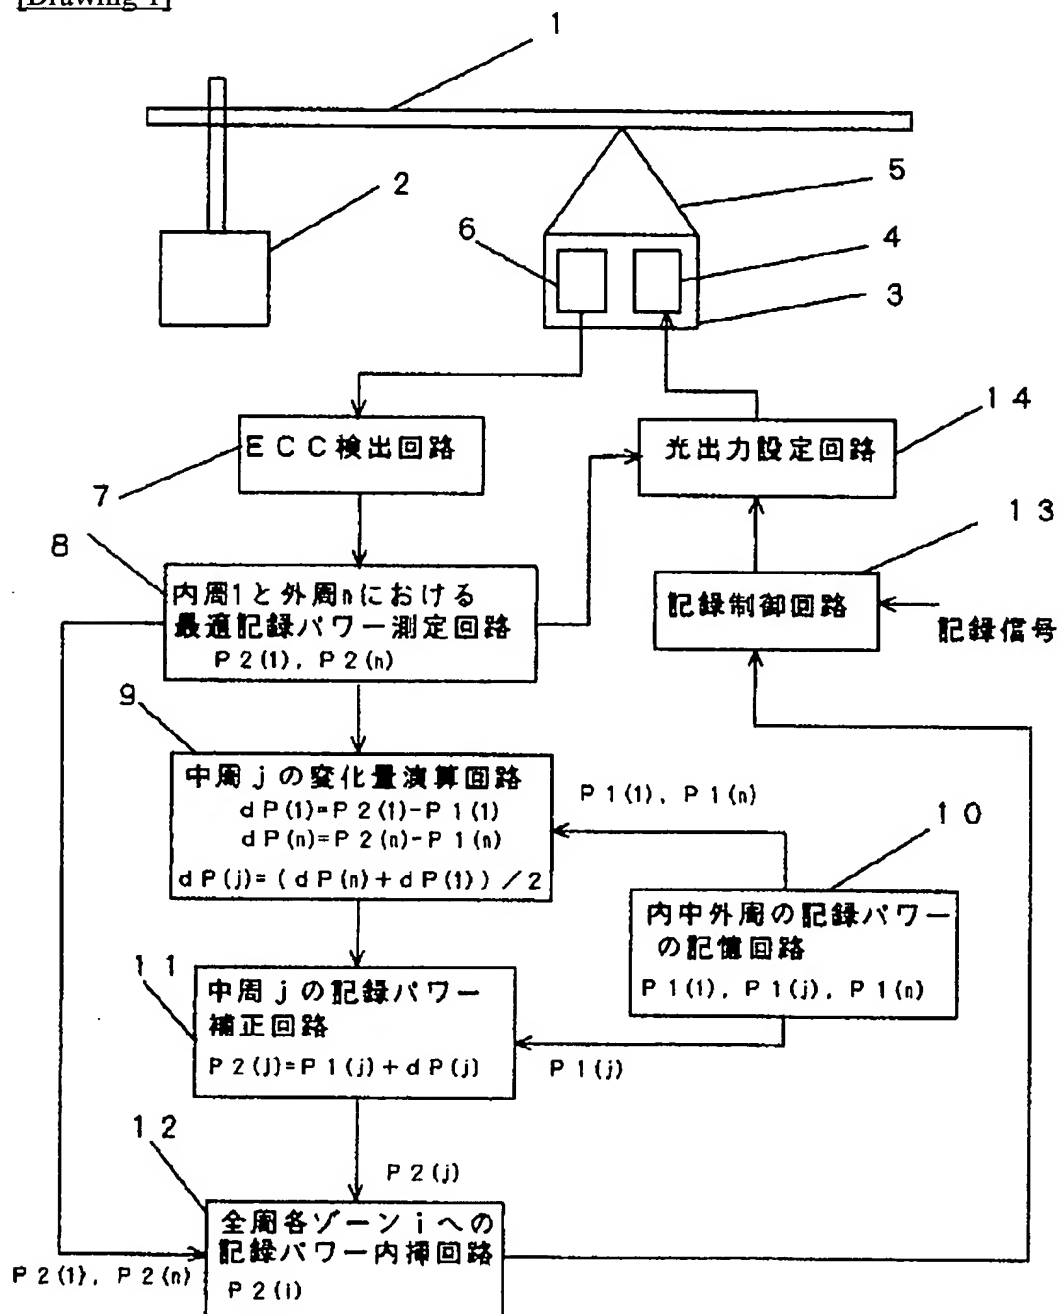 [Drawing 1]
1
2
5
6
4
3
14
ECC検出回路
光出力設定回路
7
13
8
内周1と外周nにおける
最適記録パワー測定回路
P2(1), P2(n)
記録制御回路
記録信号
9
中周jの変化量演算回路
dP(1)=P2(1)-P1(1)
dP(n)=P2(n)-P1(n)
dP(j)=(dP(n)+dP(1))/2
P1(1), P1(n)
10
内中外周の記録パワー
の記憶回路
P1(1), P1(j), P1(n)
11
中周jの記録パワー
補正回路
P2(j)=P1(j)+dP(j)
P1(j)
12
P2(j)
全周各ゾーンiへの
記録パワー内挿回路
P2(i)
P2(1), P2(n)